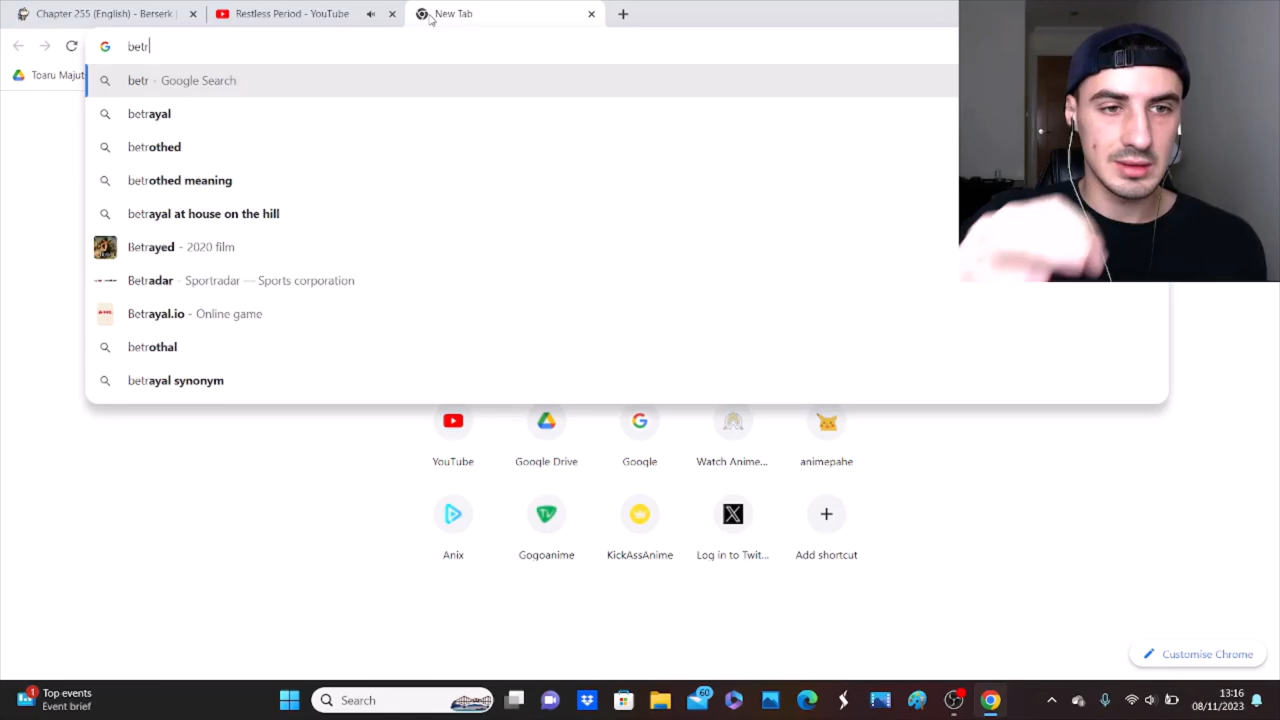 Chapter 255 (English) - Berserk |
Restless Period - YouTube
New Tab
betr
Toaru Majut
betr - Google Search
betrayal
betrothed
betrothed meaning
betrayal at house on the hill
Betrayed - 2020 film
Betradar - Sportradar — Sports corporation
Betrayal.io - Online game
betrothal
betrayal synonym
YouTube
Google Drive
Google
Watch Anime...
animepahe
Anix
Gogoanime
KickAssAnime
Log in to Twit...
Add shortcut
Customise Chrome
1
Top events
Event brief
Search
60
13:16
08/11/2023